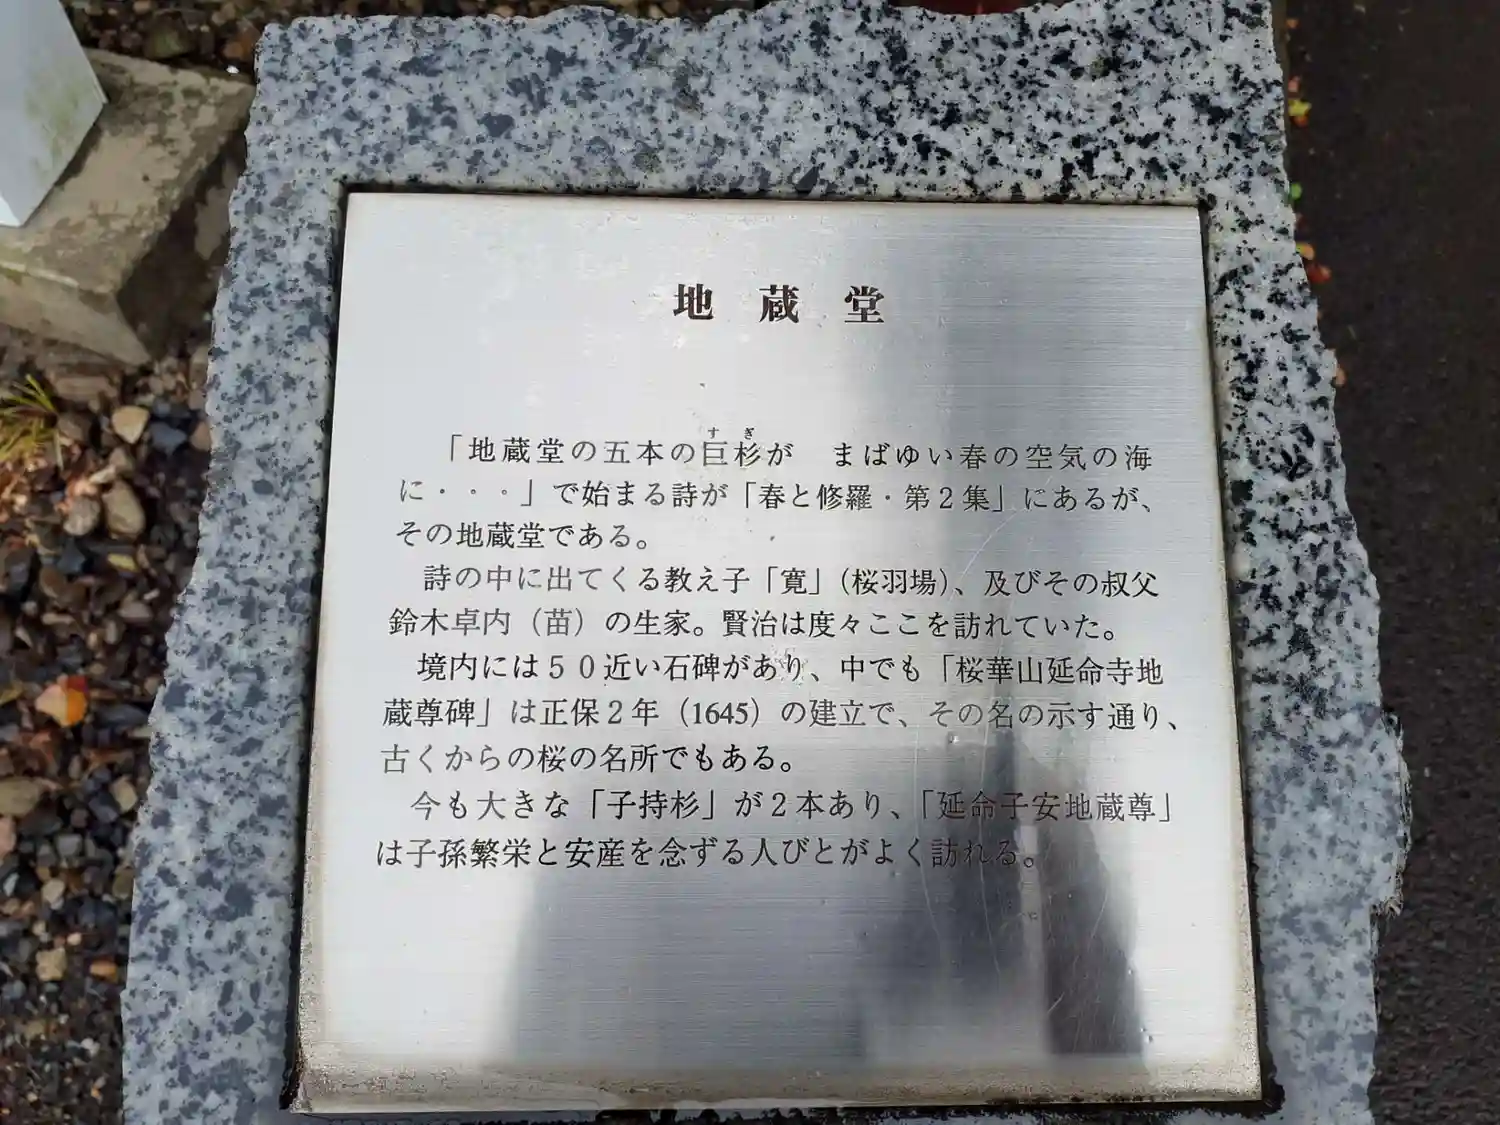 地蔵堂
「地蔵堂の五本の巨杉が　まばゆい春の空気の海
に・・・」で始まる詩が「春と修羅・第２集」にあるが、
その地蔵堂である。
詩の中に出てくる教え子「寛」（桜羽場）、及びその叔父
鈴木卓内（苗）の生家。賢治は度々ここを訪れていた。
境内には５０近い石碑があり、中でも「桜華山延命寺地
蔵尊碑」は正保２年（1645）の建立で、その名の示す通り、
古くからの桜の名所でもある。
今も大きな「子持杉」が２本あり、「延命子安地蔵尊」
は子孫繁栄と安産を念ずる人びとがよく訪れる。